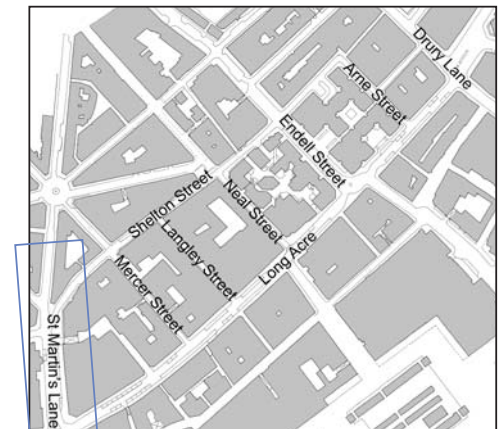 Drury Lane
Arne Street
Endell Street
Neal Street
Shelton Street
Langley Street
Long Acre
Mercer Street
St Martin's Lane